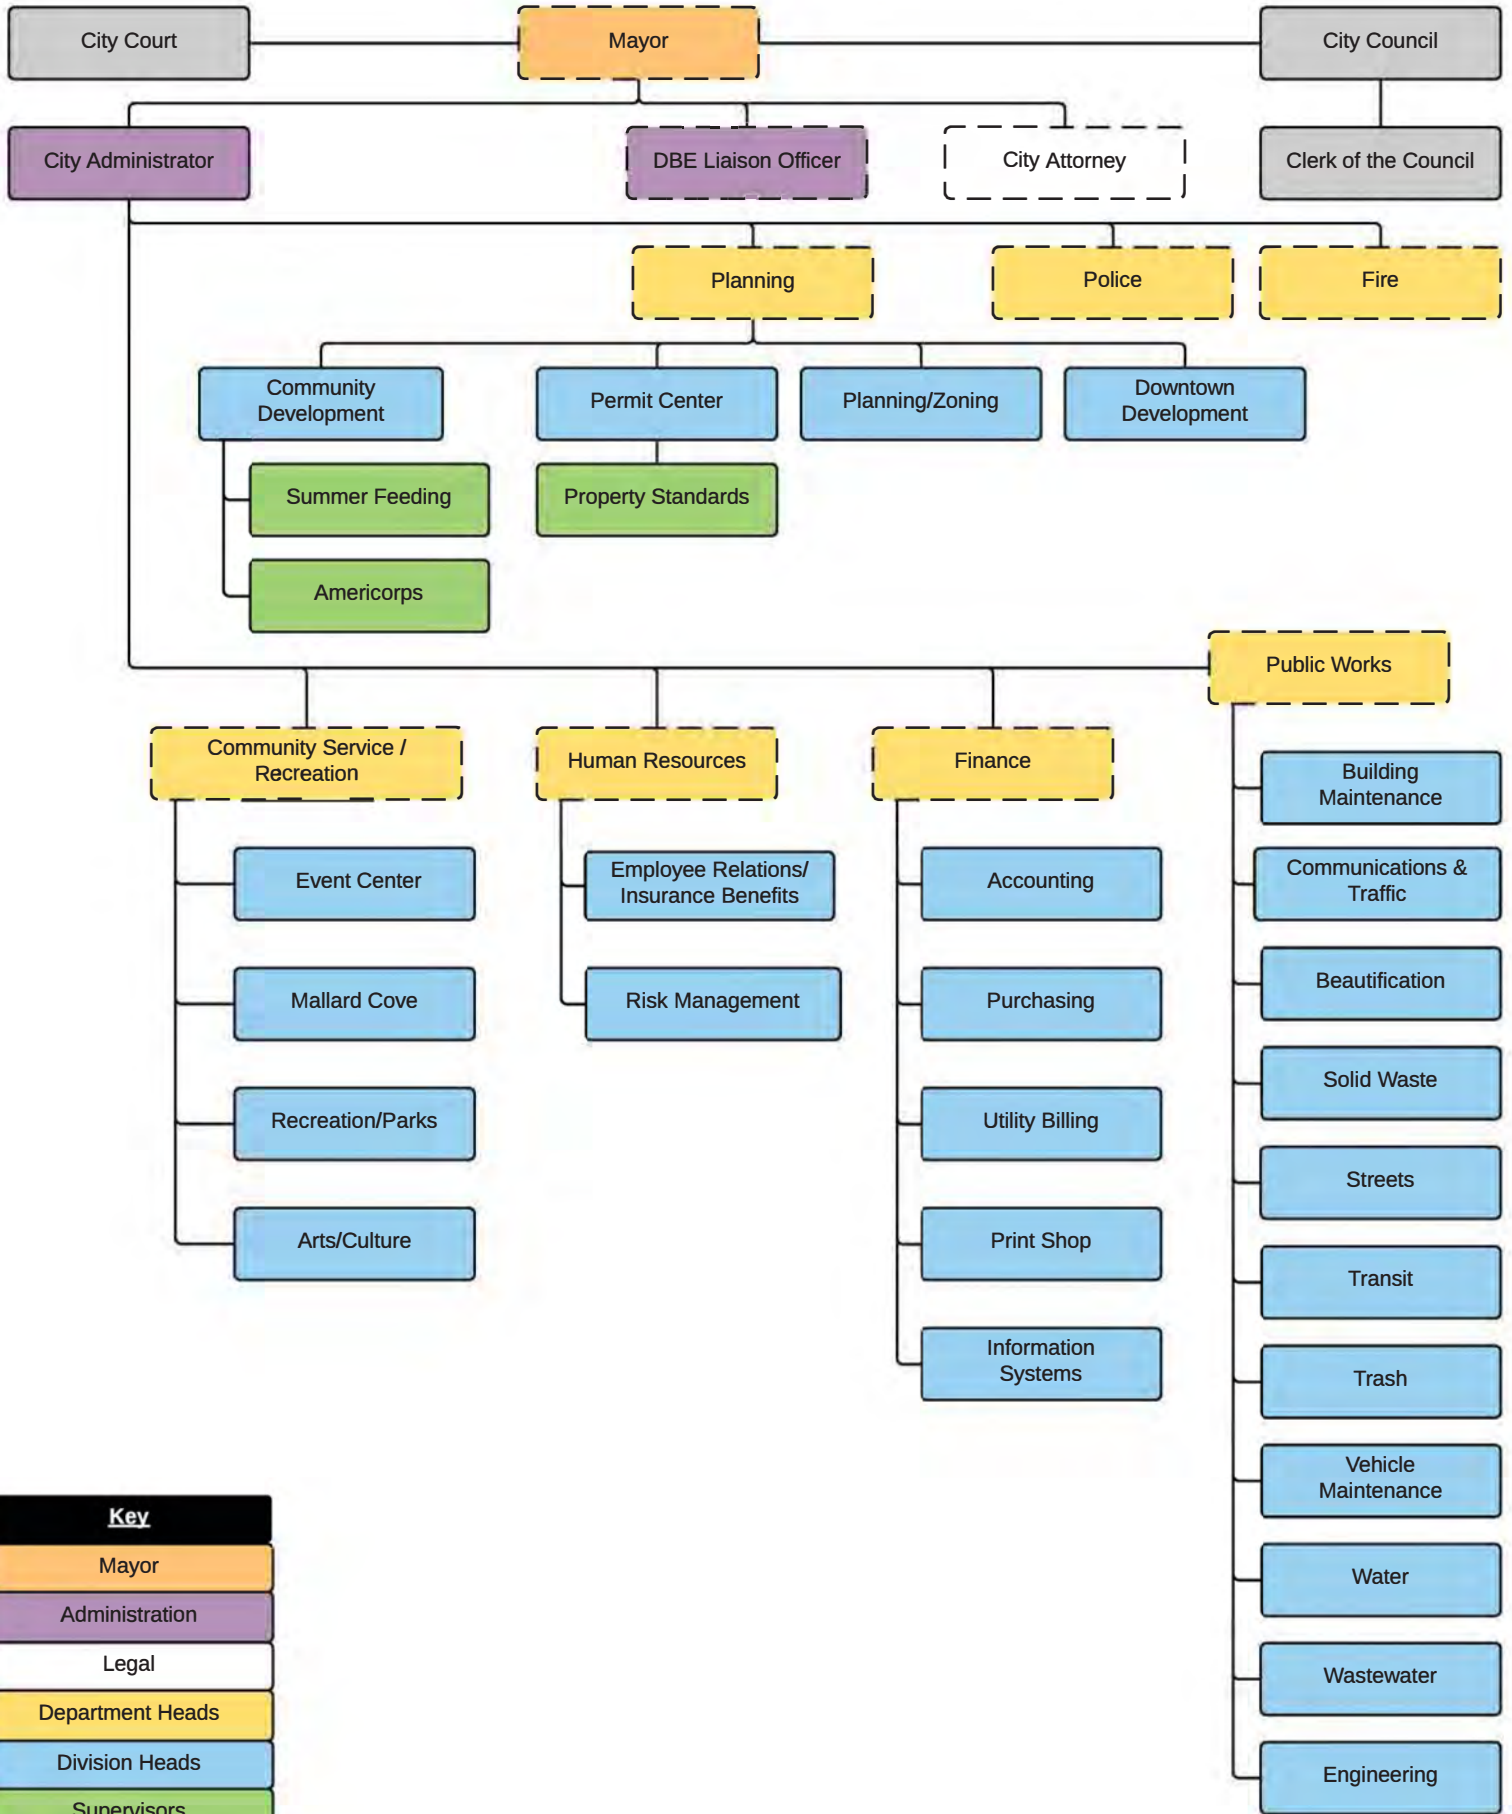 City Court
Mayor
City Council
City Administrator
DBE Liaison Officer
City Attorney
Clerk of the Council
Planning
Police
Fire
Community
Development
Permit Center
Planning/Zoning
Downtown
Development
Summer Feeding
Property Standards
Americorps
Public Works
Community Service /
Recreation
Human Resources
Finance
Building
Maintenance
Event Center
Employee Relations/
Insurance Benefits
Accounting
Communications &
Traffic
Mallard Cove
Risk Management
Purchasing
Beautification
Solid Waste
Recreation/Parks
Utility Billing
Streets
Arts/Culture
Print Shop
Transit
Information
Systems
Trash
Vehicle
Maintenance
Water
Wastewater
Engineering
Key
Mayor
Administration
Legal
Department Heads
Division Heads
Supervisors